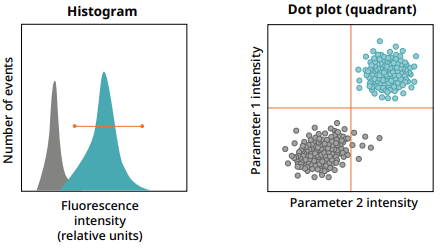 Histogram
Number of events
Fluorescence
intensity
(relative units)
Dot plot (quadrant)
Parameter 1 intensity
Parameter 2 intensity